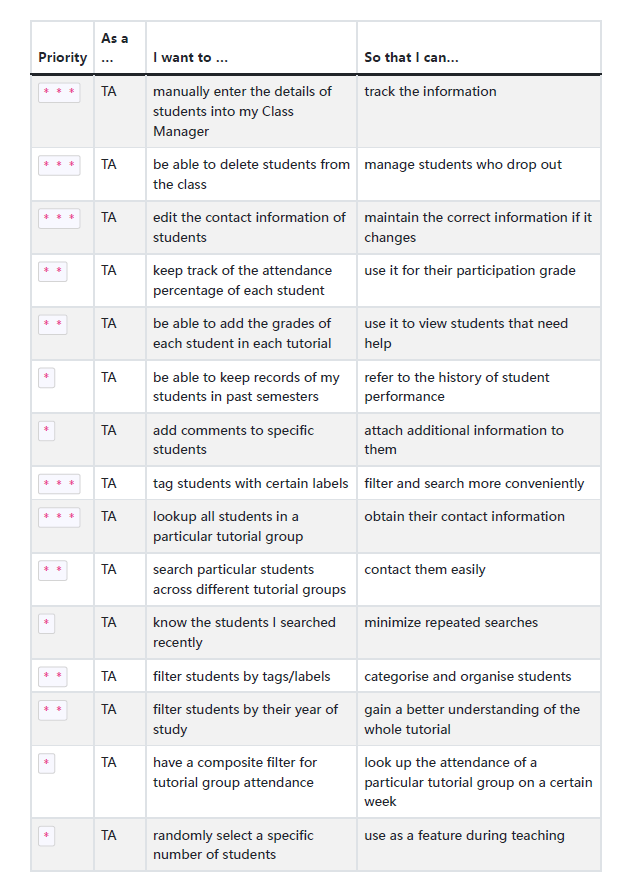 Priority As a ... I want to ... So that I can...
* * * TA manually enter the details of students into my Class Manager track the information
* * * TA be able to delete students from the class manage students who drop out
* * * TA edit the contact information of students maintain the correct information if it changes
* * TA keep track of the attendance percentage of each student use it for their participation grade
* * TA be able to add the grades of each student in each tutorial use it to view students that need help
* TA be able to keep records of my students in past semesters refer to the history of student performance
* TA add comments to specific students attach additional information to them
* * * TA tag students with certain labels filter and search more conveniently
* * * TA lookup all students in a particular tutorial group obtain their contact information
* * TA search particular students across different tutorial groups contact them easily
* TA know the students I searched recently minimize repeated searches
* * TA filter students by tags/labels categorise and organise students
* * TA filter students by their year of study gain a better understanding of the whole tutorial
* TA have a composite filter for tutorial group attendance look up the attendance of a particular tutorial group on a certain week
* TA randomly select a specific number of students use as a feature during teaching